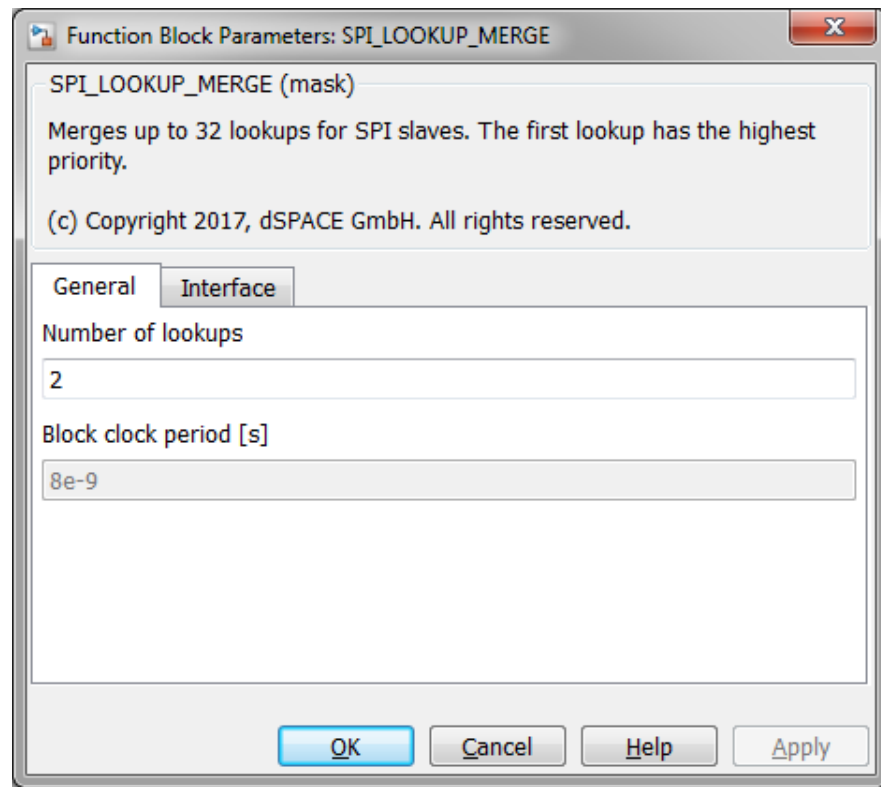 Function Block Parameters: SPI_LOOKUP_MERGE
SPI_LOOKUP_MERGE (mask)
Merges up to 32 lookups for SPI slaves. The first lookup has the highest
priority.
(c) Copyright 2017, dSPACE GmbH. All rights reserved.
General Interface
Number of lookups
2
Block clock period [s]
8e-9
OK Cancel Help Apply